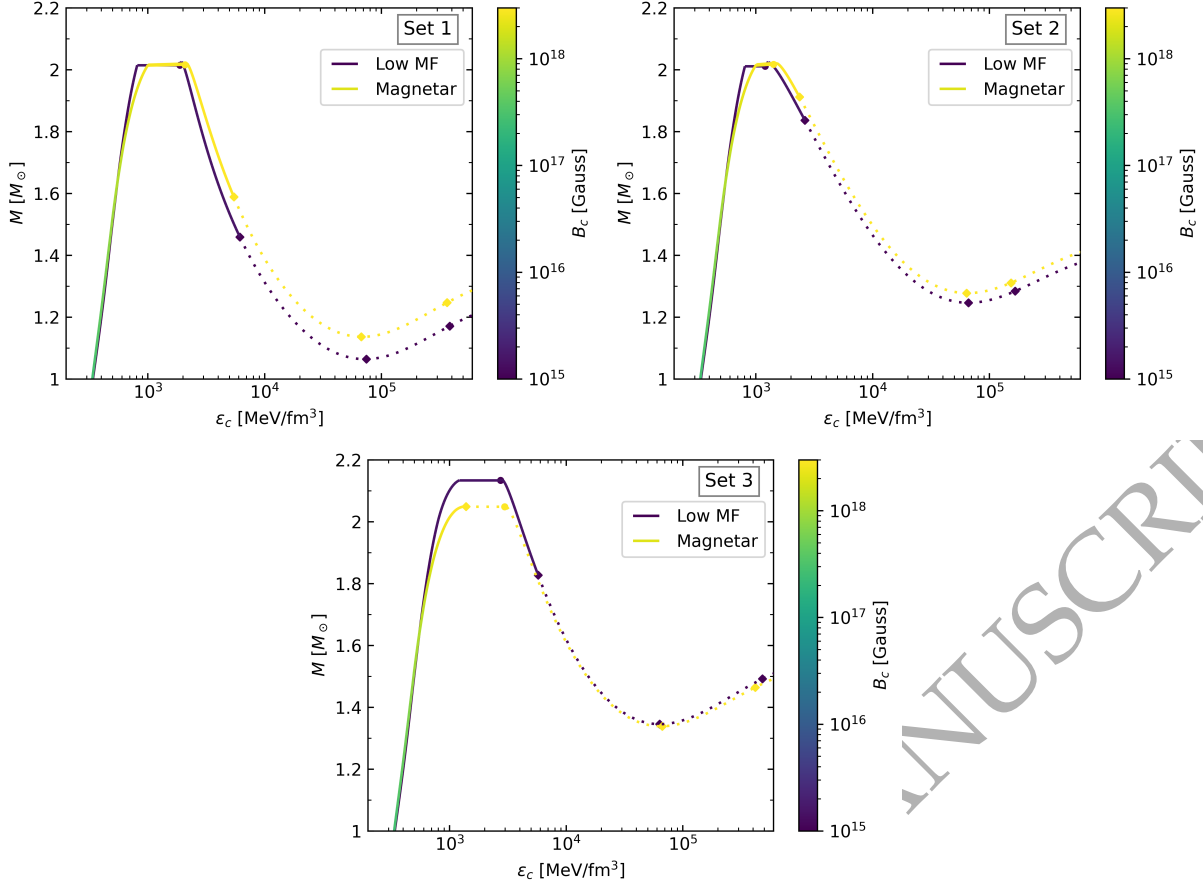 Set 1
Low MF
Magnetar
2.2
2
1.8
1.6
1.4
1.2
1
10³
10⁴
10⁵
M [M⊙]
εc [MeV/fm³]
10¹⁸
10¹⁷
10¹⁶
10¹⁵
Bc [Gauss]
Set 2
Low MF
Magnetar
2.2
2
1.8
1.6
1.4
1.2
1
10³
10⁴
10⁵
M [M⊙]
εc [MeV/fm³]
10¹⁸
10¹⁷
10¹⁶
10¹⁵
Bc [Gauss]
Set 3
Low MF
Magnetar
2.2
2
1.8
1.6
1.4
1.2
1
10³
10⁴
10⁵
M [M⊙]
εc [MeV/fm³]
10¹⁸
10¹⁷
10¹⁶
10¹⁵
Bc [Gauss]
NUSCRI